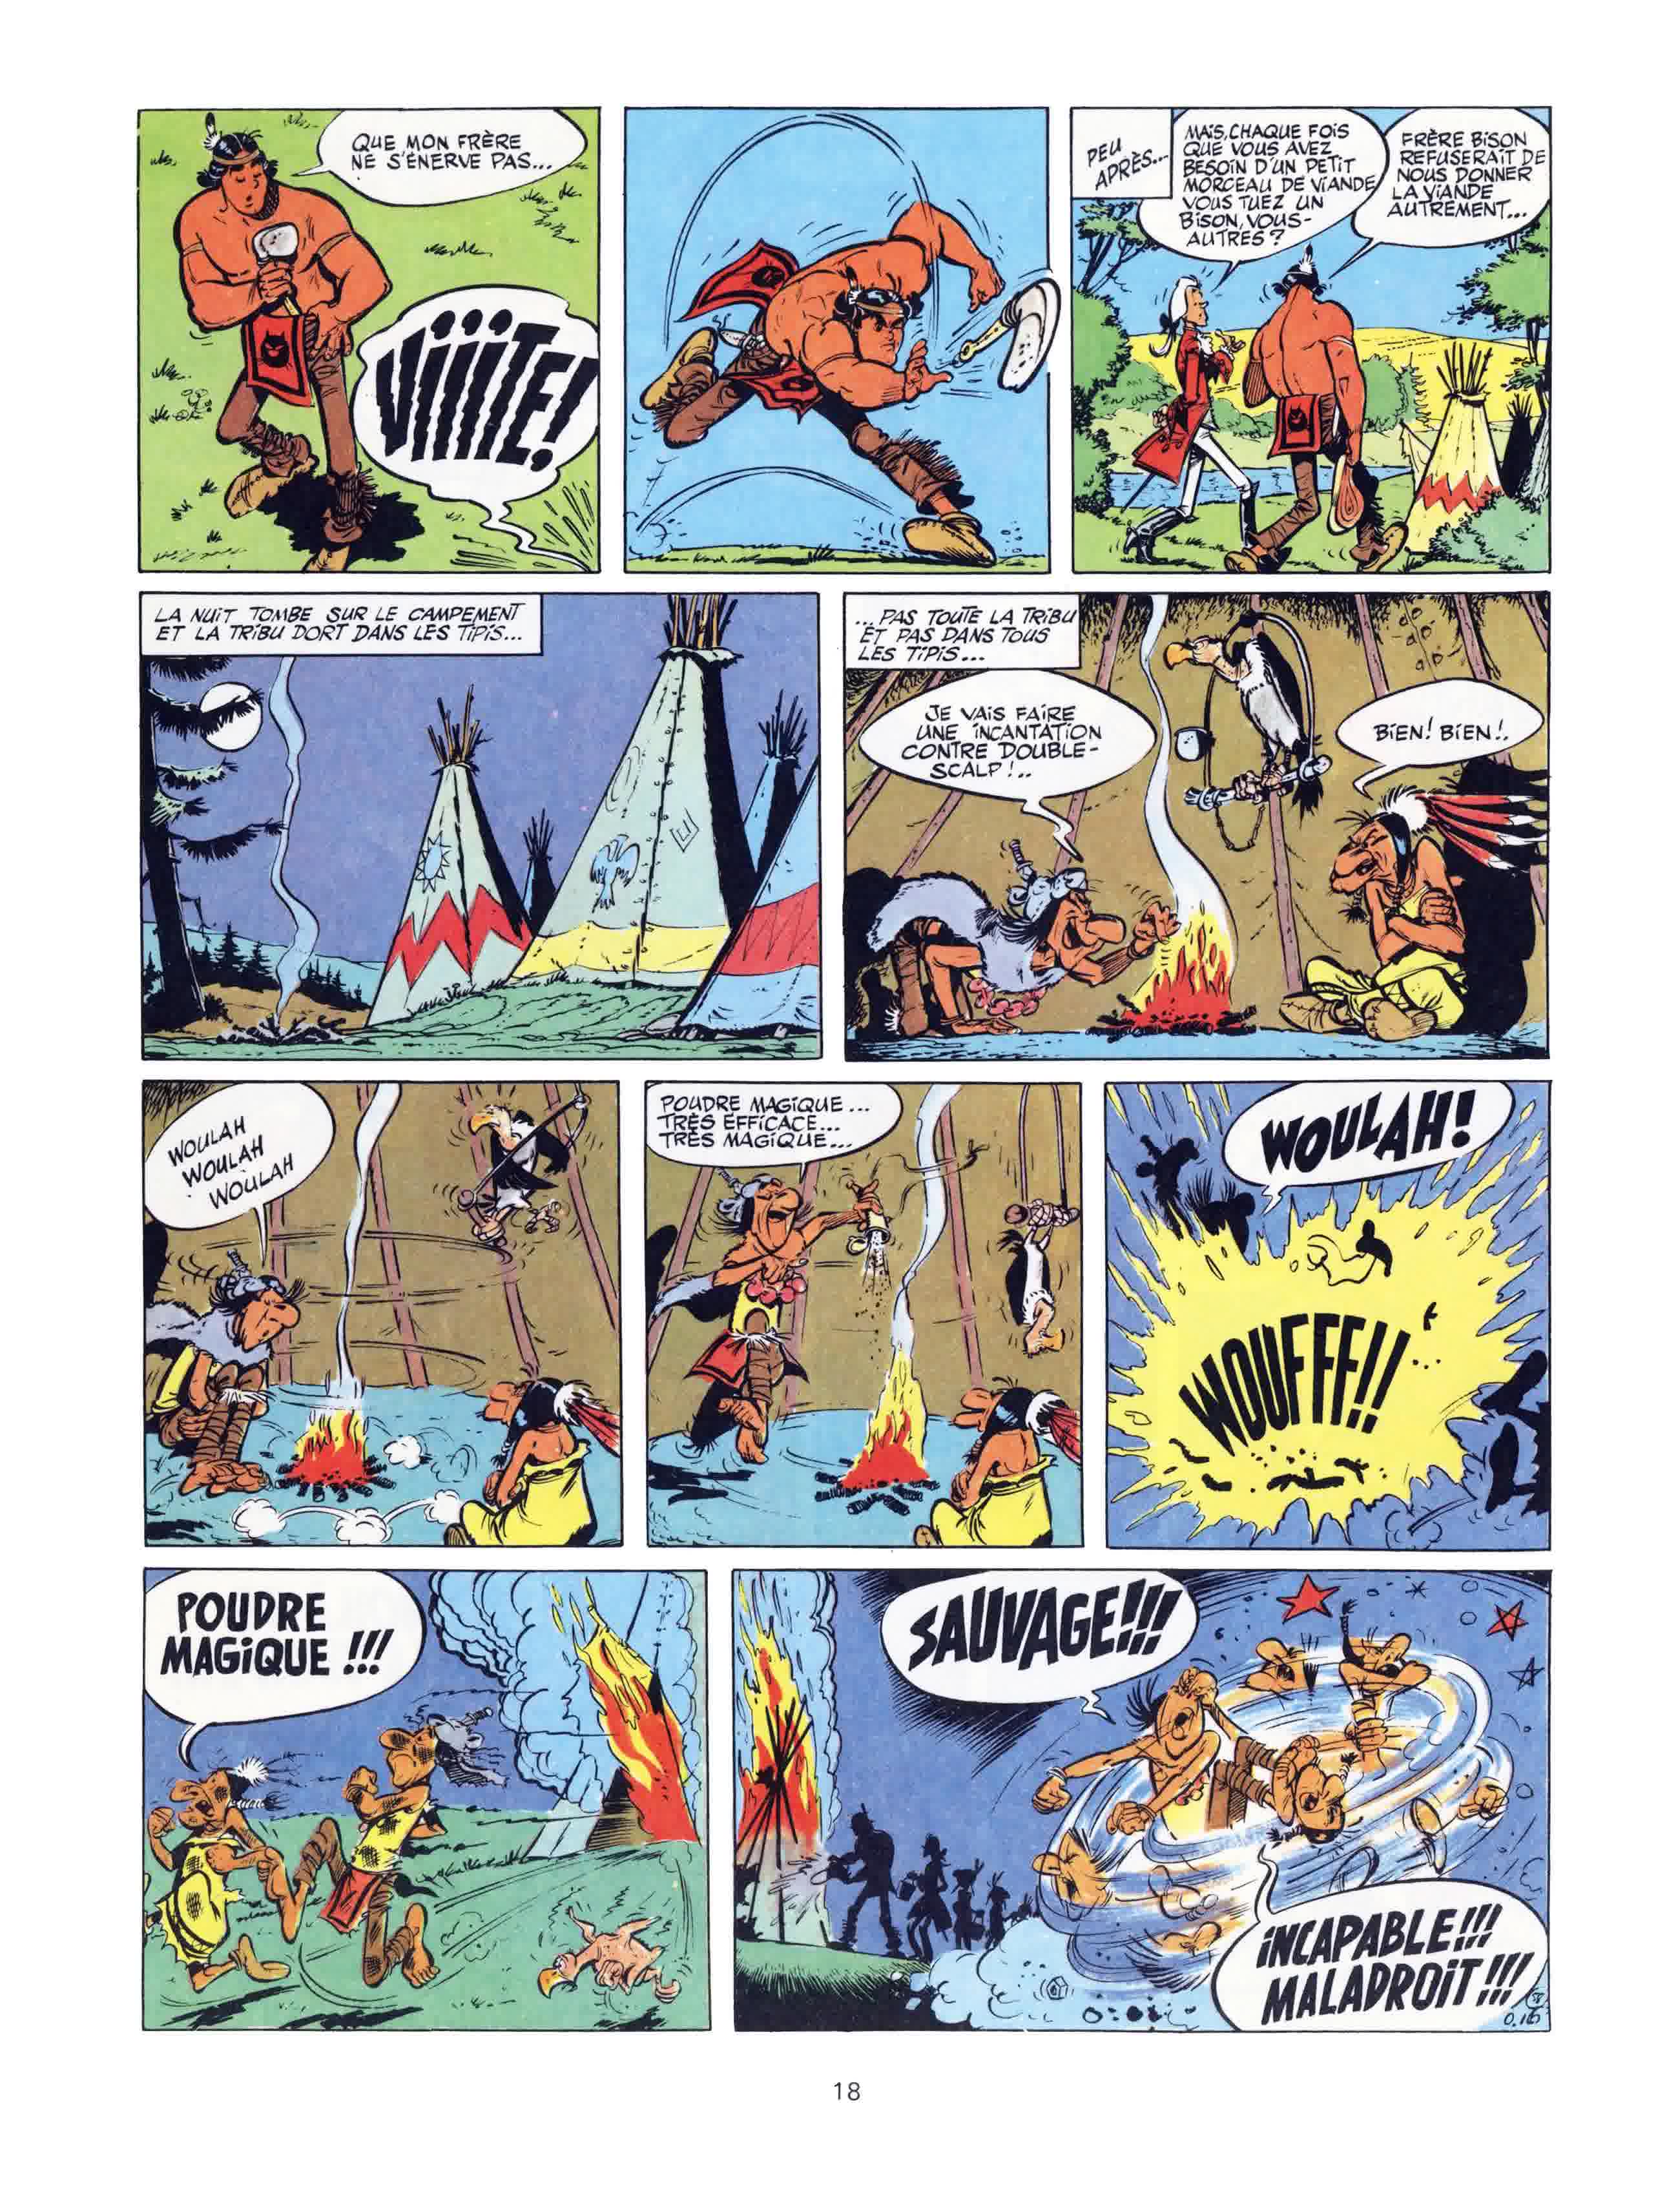 QUE MON FRÈRE
NE S'ÉNERVE PAS...
ViiiTE!
PEU
APRÈS...
MAiS, CHAQUE FOiS
QUE VOUS AVEZ
BESOiN D'UN PETiT
MORCEAU DE ViANDE
VOUS TUEZ UN
BiSON, VOUS-
AUTRES ?
FRÈRE BiSON
REFUSERAiT DE
NOUS DONNER
LA ViANDE
AUTREMENT...
LA NUiT TOMBE SUR LE CAMPEMENT
ET LA TRiBU DORT DANS LES TiPiS...
...PAS TOUTE LA TRiBU
ET PAS DANS TOUS
LES TiPiS...
JE VAiS FAiRE
UNE iNCANTATiON
CONTRE DOUBLE-
SCALP !..
BiEN! BiEN!.
WOULAH
WOULAH
WOULAH
POUDRE MAGiQUE...
TRÈS EFFiCACE...
TRÈS MAGiQUE...
WOULAH!
WOUFFF!!
POUDRE
MAGiQUE !!!
SAUVAGE!!!
iNCAPABLE!!!
MALADROiT!!!
18